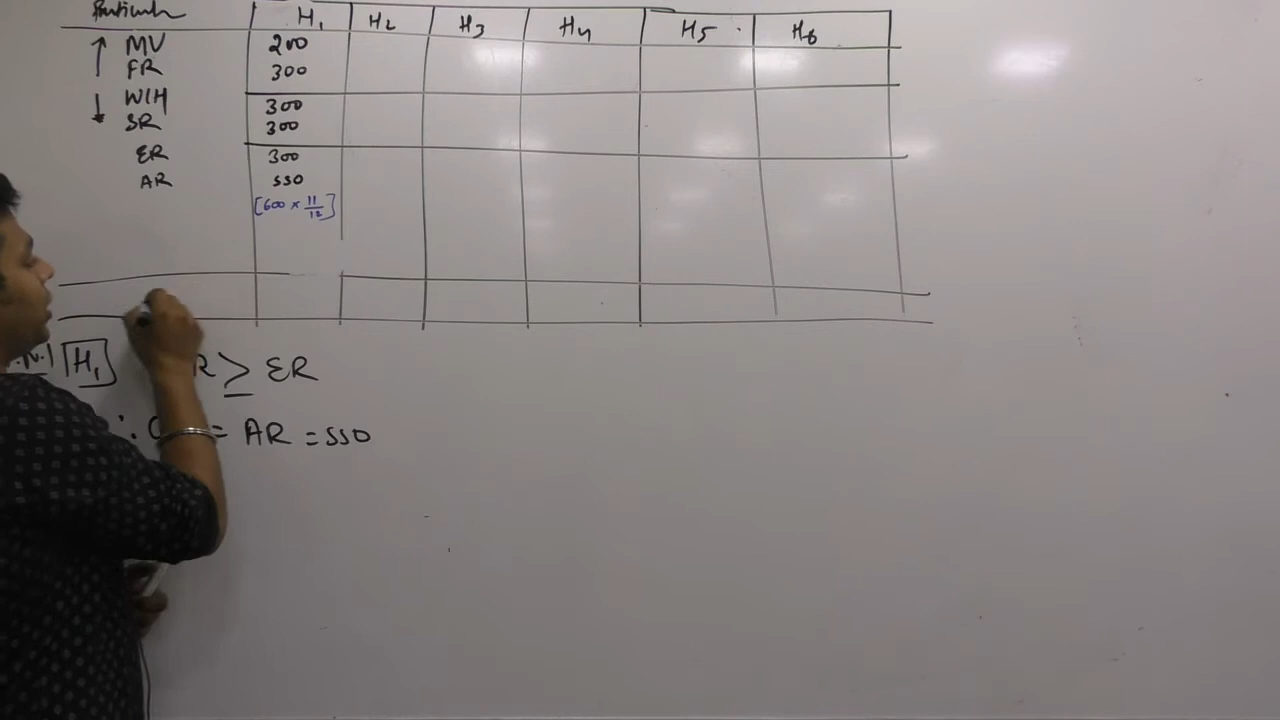 Particulars H1 H2 H3 H4 H5 H6
↑ MV 200
FR 300
↓ WIH 300
SR 300
ER 300
AR 550
[600 × 11/12]
H1 R ≥ ER
∴ = AR = 550